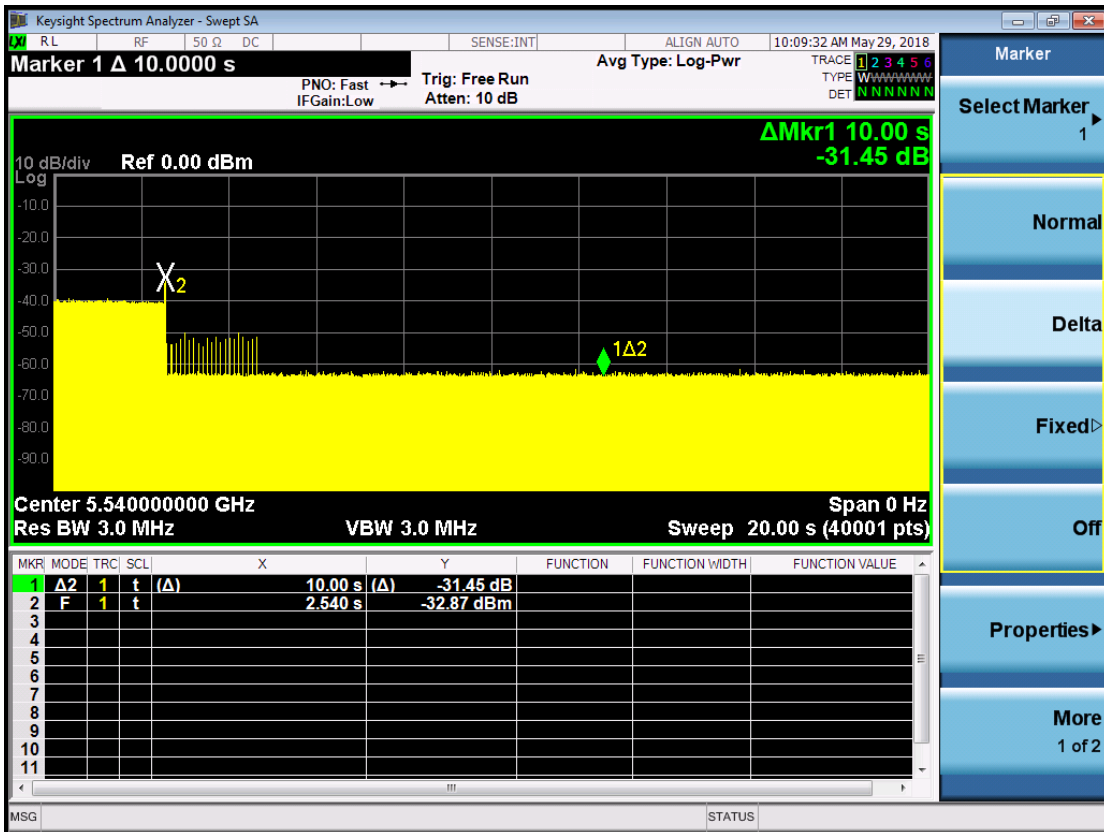 Keysight Spectrum Analyzer - Swept SA
LXI RL RF 50 Ω DC SENSE:INT ALIGN AUTO 10:09:32 AM May 29, 2018
Marker 1 Δ 10.0000 s
PNO: Fast
IFGain:Low
Trig: Free Run
Atten: 10 dB
Avg Type: Log-Pwr
TRACE 1 2 3 4 5 6
TYPE WWWWWW
DET N N N N N N
ΔMkr1 10.00 s
-31.45 dB
10 dB/div Ref 0.00 dBm
Log
-10.0
-20.0
-30.0
-40.0
-50.0
-60.0
-70.0
-80.0
-90.0
X2
1Δ2
Center 5.540000000 GHz Span 0 Hz
Res BW 3.0 MHz VBW 3.0 MHz Sweep 20.00 s (40001 pts)
MKR MODE TRC SCL X Y FUNCTION FUNCTION WIDTH FUNCTION VALUE
1 Δ2 1 t (Δ) 10.00 s (Δ) -31.45 dB
2 F 1 t 2.540 s -32.87 dBm
3
4
5
6
7
8
9
10
11
MSG STATUS
Marker
Select Marker
1
Normal
Delta
Fixed
Off
Properties
More
1 of 2